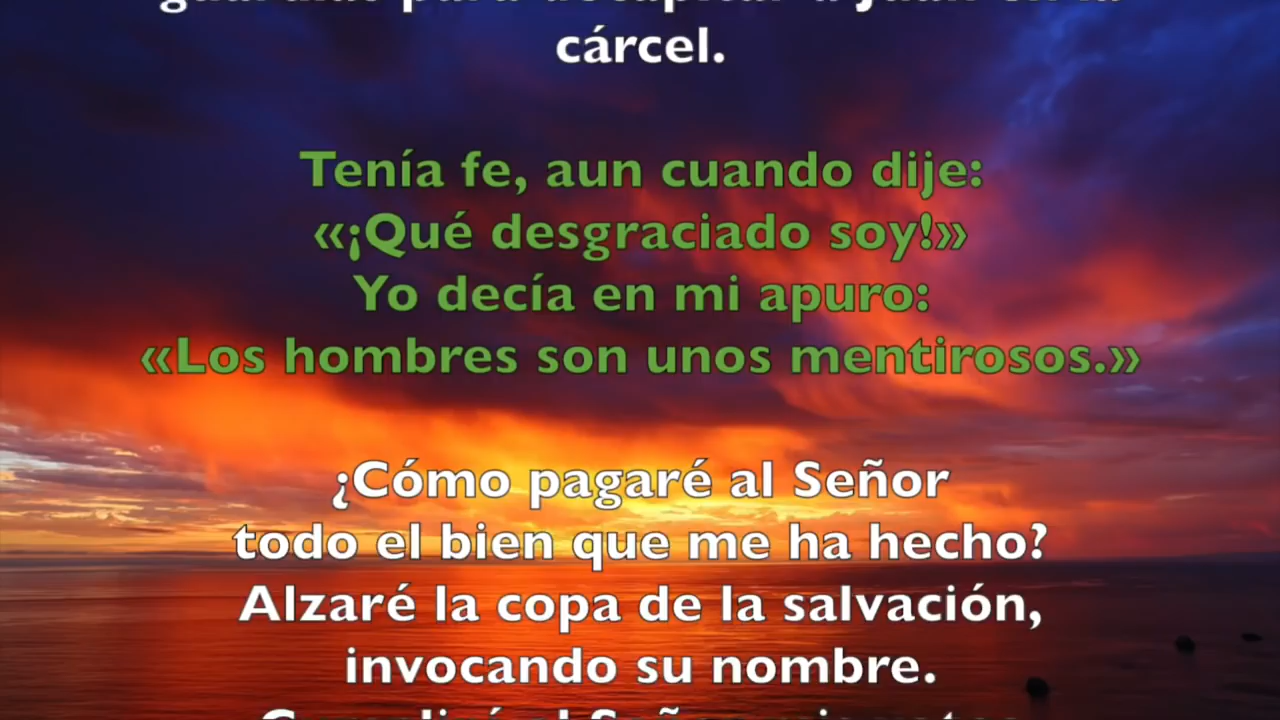 cárcel.
Tenía fe, aun cuando dije:
«¡Qué desgraciado soy!»
Yo decía en mi apuro:
«Los hombres son unos mentirosos.»
¿Cómo pagaré al Señor
todo el bien que me ha hecho?
Alzaré la copa de la salvación,
invocando su nombre.